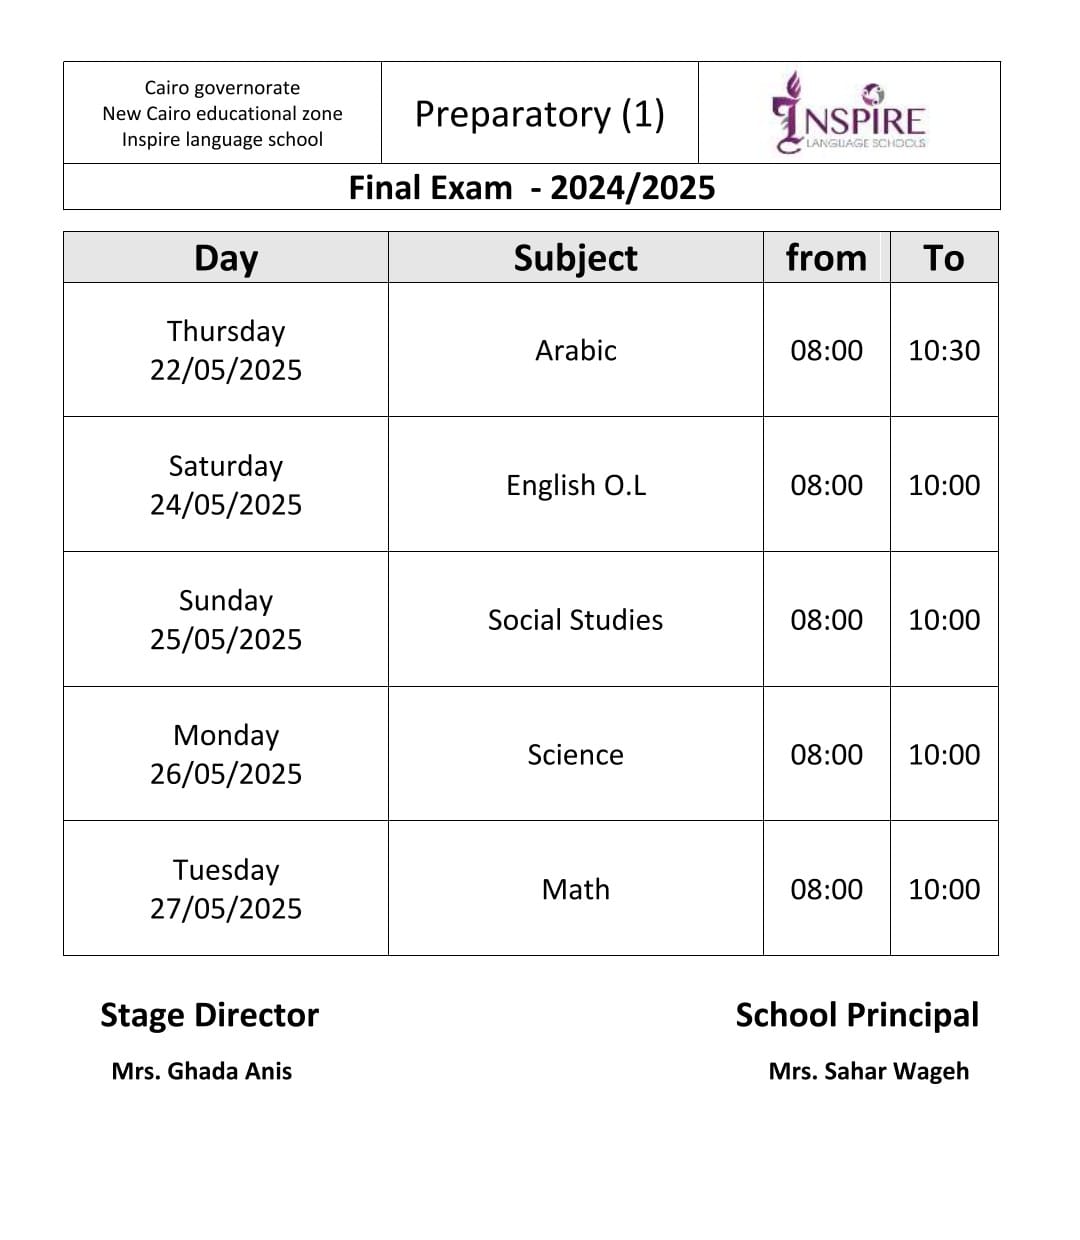 Cairo governorate
New Cairo educational zone
Inspire language school
Preparatory (1)
INSPIRE
LANGUAGE SCHOOLS
Final Exam - 2024/2025
Day Subject from To
Thursday
22/05/2025
Arabic 08:00 10:30
Saturday
24/05/2025
English O.L 08:00 10:00
Sunday
25/05/2025
Social Studies 08:00 10:00
Monday
26/05/2025
Science 08:00 10:00
Tuesday
27/05/2025
Math 08:00 10:00
Stage Director School Principal
Mrs. Ghada Anis Mrs. Sahar Wageh